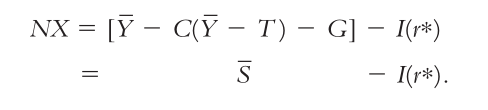 NX = [Y̅ − C(Y̅ − T) − G] − I(r*)
= S̅ − I(r*).